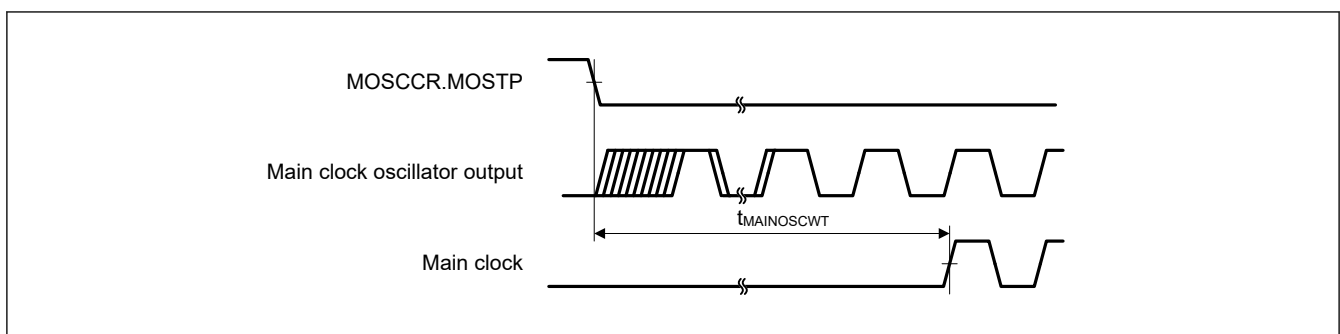 MOSCCR.MOSTP
Main clock oscillator output
tMAINOSCWT
Main clock